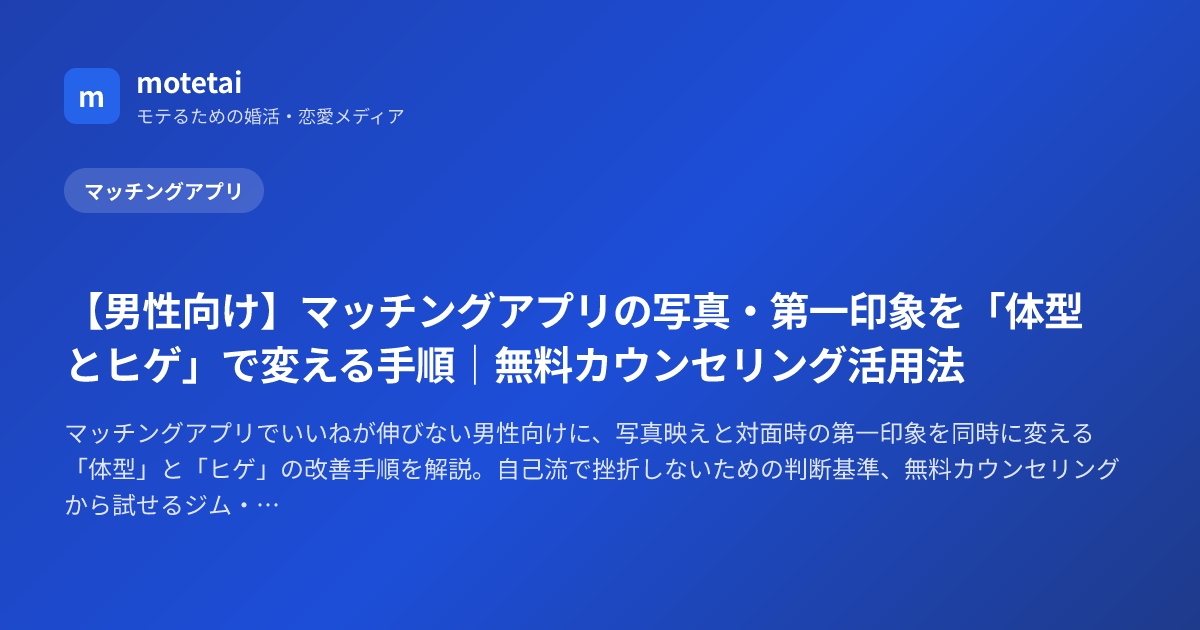 m
motetai
モテるための婚活・恋愛メディア
マッチングアプリ
【男性向け】マッチングアプリの写真・第一印象を「体型
とヒゲ」で変える手順｜無料カウンセリング活用法
マッチングアプリでいいねが伸びない男性向けに、写真映えと対面時の第一印象を同時に変える
「体型」と「ヒゲ」の改善手順を解説。自己流で挫折しないための判断基準、無料カウンセリング
から試せるジム・…